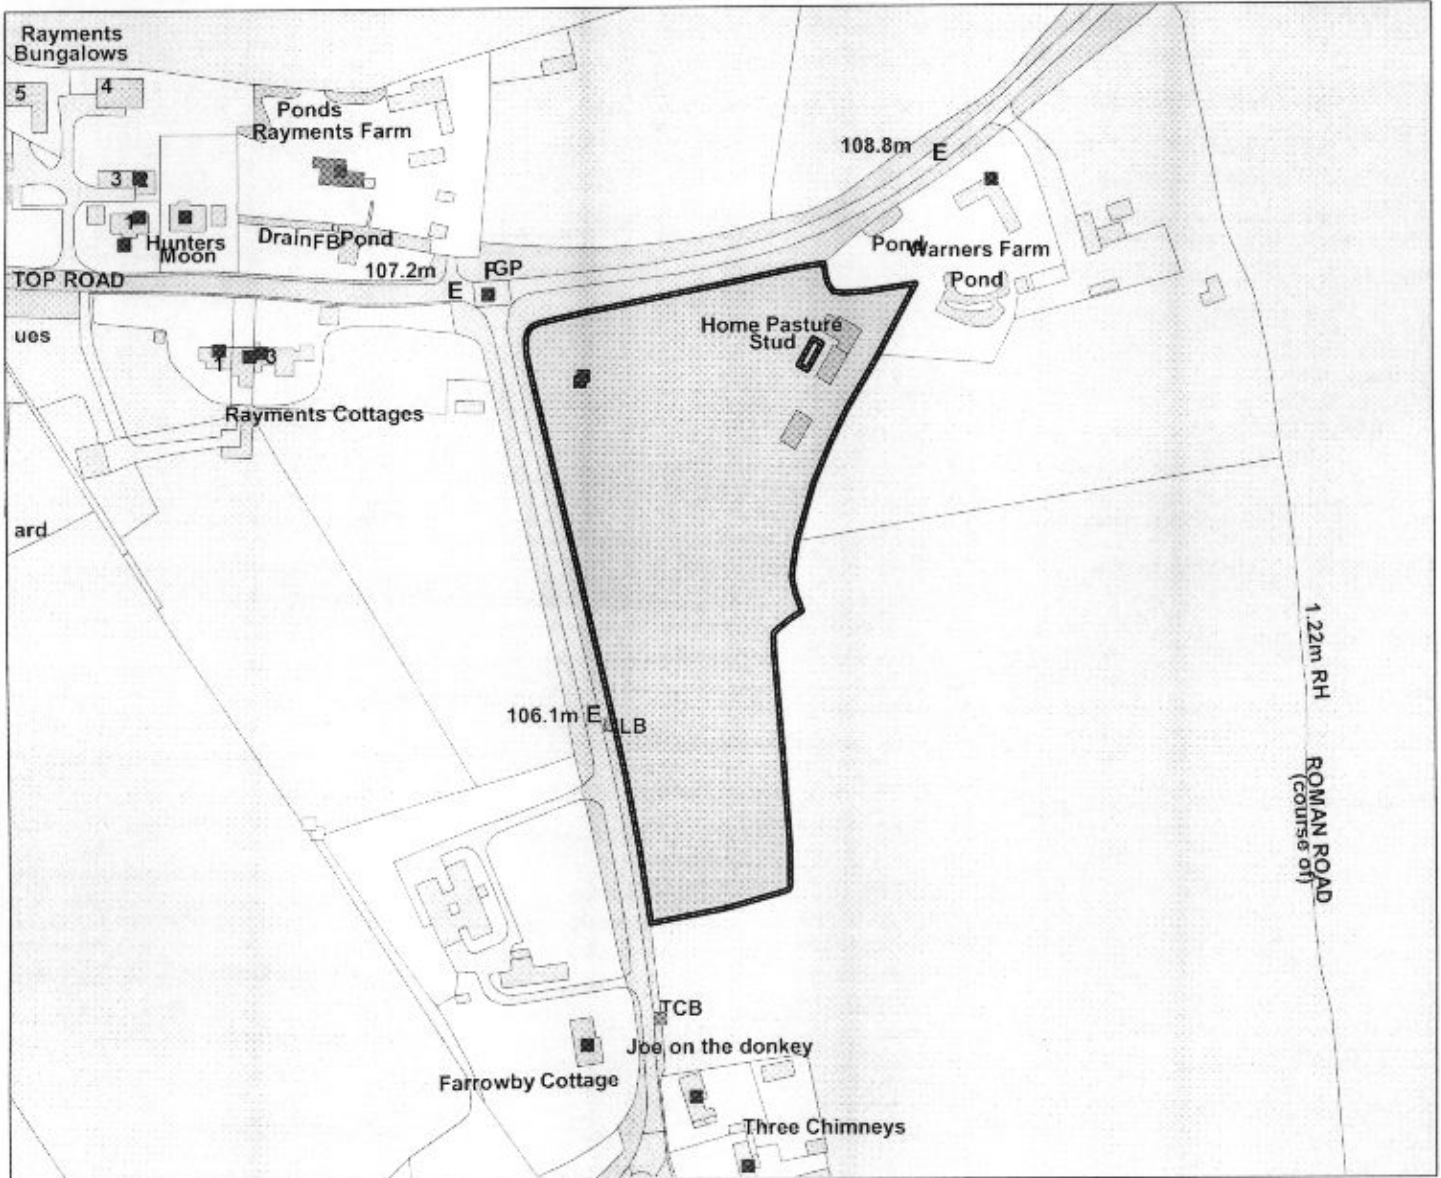 Rayments
Bungalows
5
4
Ponds
Rayments Farm
108.8m
E
3
2
1
Hunters
Moon
Drain
FB
Pond
Pond
Warners Farm
107.2m
GP
TOP ROAD
E
Pond
Home Pasture
Stud
ues
1
3
Rayments Cottages
ard
1.22m RH
106.1m
E
LB
ROMAN ROAD
(course of)
TCB
Joe on the donkey
Farrowby Cottage
Three Chimneys